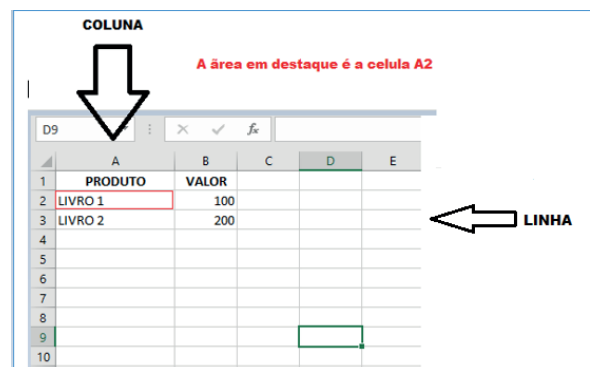 COLUNA
A ãrea em destaque é a celula A2
D9 fx
A B C D E
1 PRODUTO VALOR
2 LIVRO 1 100
3 LIVRO 2 200
LINHA
4
5
6
7
8
9
10